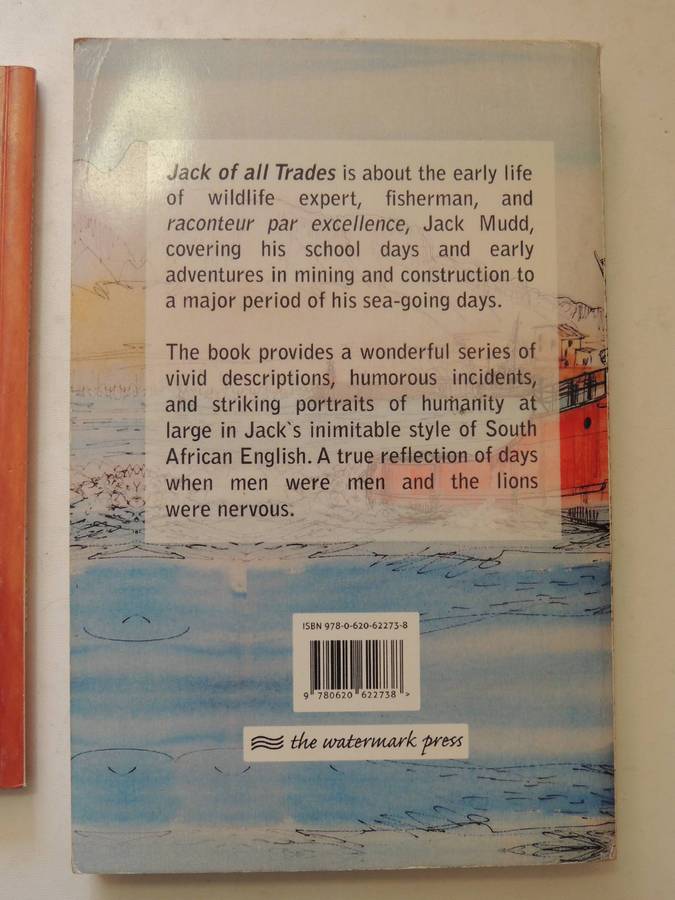 Jack of all Trades is about the early life
of wildlife expert, fisherman, and
raconteur par excellence, Jack Mudd,
covering his school days and early
adventures in mining and construction to
a major period of his sea-going days.
The book provides a wonderful series of
vivid descriptions, humorous incidents,
and striking portraits of humanity at
large in Jack`s inimitable style of South
African English. A true reflection of days
when men were men and the lions
were nervous.
ISBN 978-0-620-62273-8
9 780620 622738 >
the watermark press